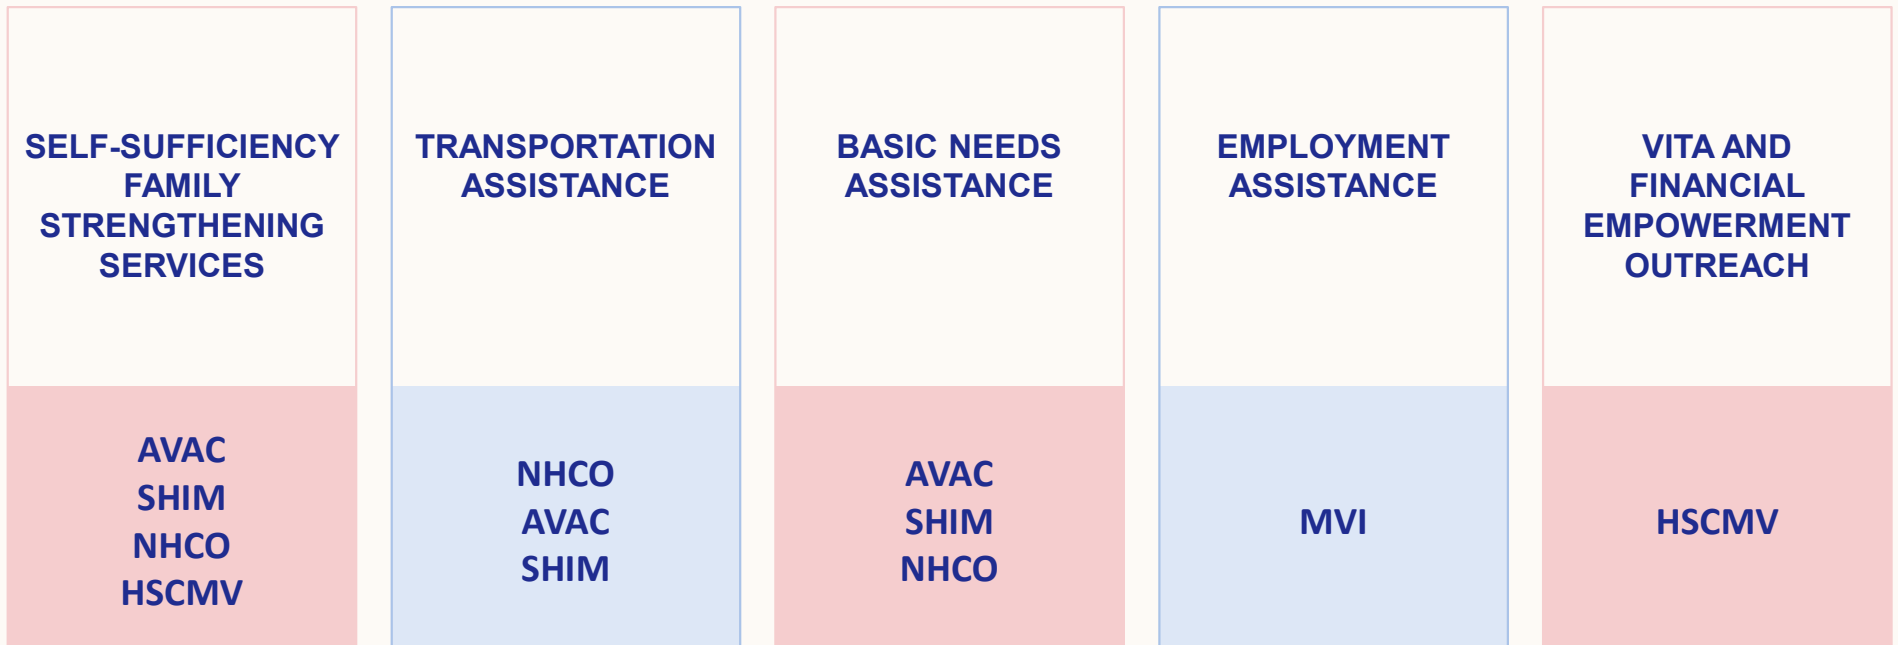 SELF-SUFFICIENCY
FAMILY
STRENGTHENING
SERVICES
AVAC
SHIM
NHCO
HSCMV
TRANSPORTATION
ASSISTANCE
NHCO
AVAC
SHIM
BASIC NEEDS
ASSISTANCE
AVAC
SHIM
NHCO
EMPLOYMENT
ASSISTANCE
MVI
VITA AND
FINANCIAL
EMPOWERMENT
OUTREACH
HSCMV